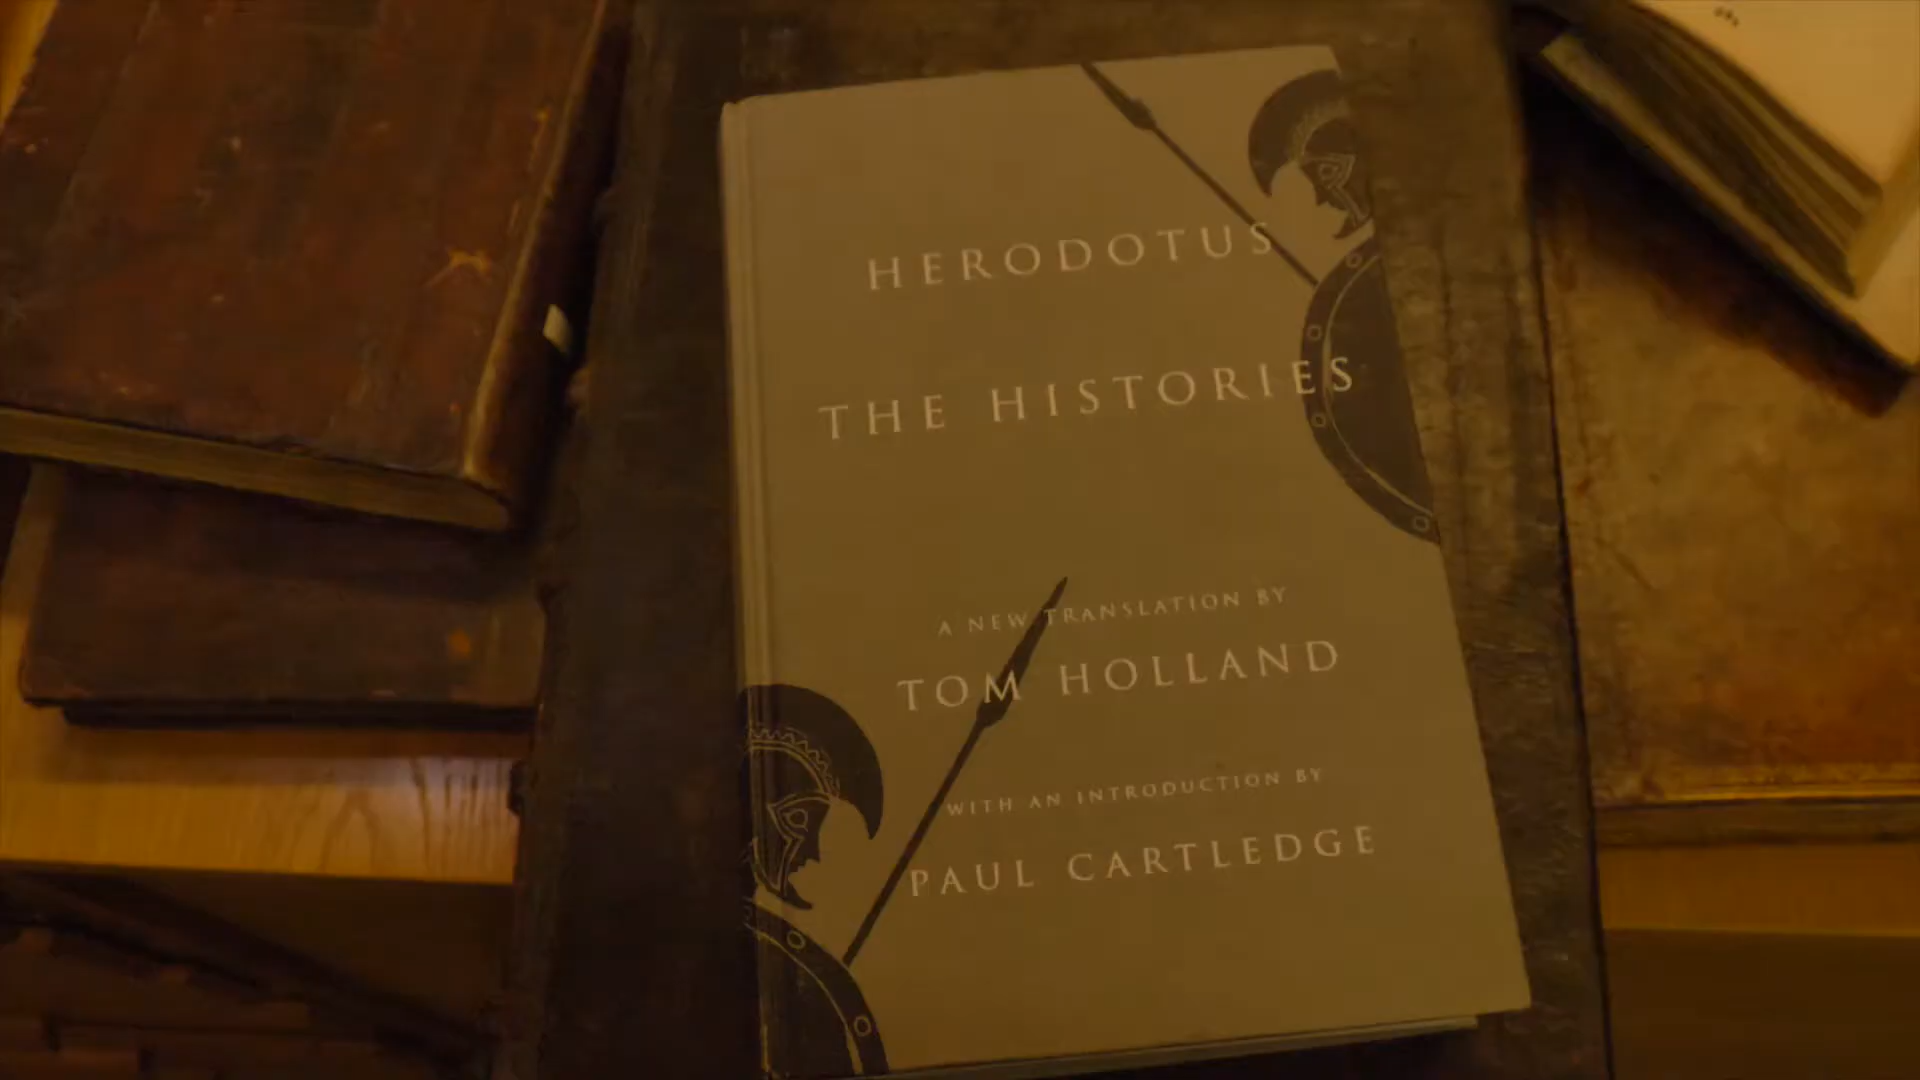 HERODOTUS
THE HISTORIES
A NEW TRANSLATION BY
TOM HOLLAND
WITH AN INTRODUCTION BY
PAUL CARTLEDGE